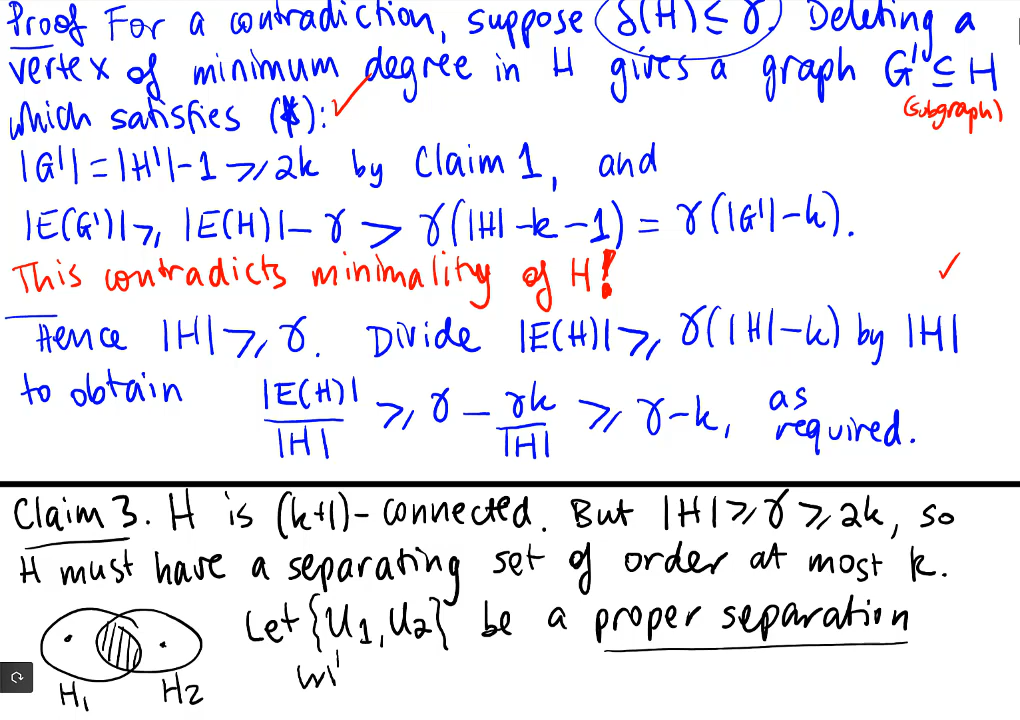 Proof For a contradiction, suppose δ(H) ≤ γ. Deleting a
vertex of minimum degree in H gives a graph G' ⊆ H
(subgraph)
which satisfies (*): ✓
|G'| = |H'| - 1 ≥ 2k by Claim 1, and
|E(G')| ≥ |E(H)| - γ > γ(|H| - k - 1) = γ(|G'| - k).
This contradicts minimality of H! ✓
Hence |H| ≥ γ. Divide |E(H)| ≥ γ(|H| - k) by |H|
to obtain |E(H)|/|H| ≥ γ - γk/|H| ≥ γ - k, as required.
Claim 3. H is (k+1)-connected. But |H| ≥ γ ≥ 2k, so
H must have a separating set of order at most k.
Let {U1, U2} be a proper separation
wi
H1 H2